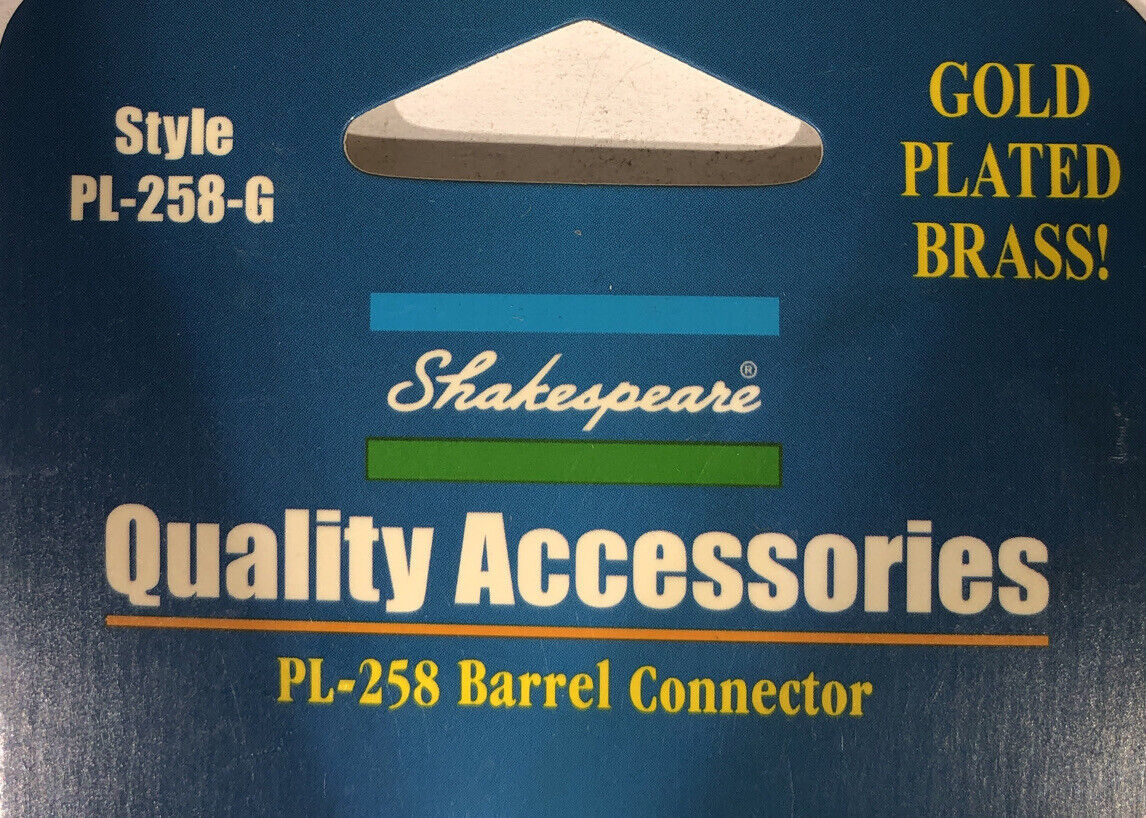 Style
PL-258-G
GOLD
PLATED
BRASS!
Shakespeare®
Quality Accessories
PL-258 Barrel Connector